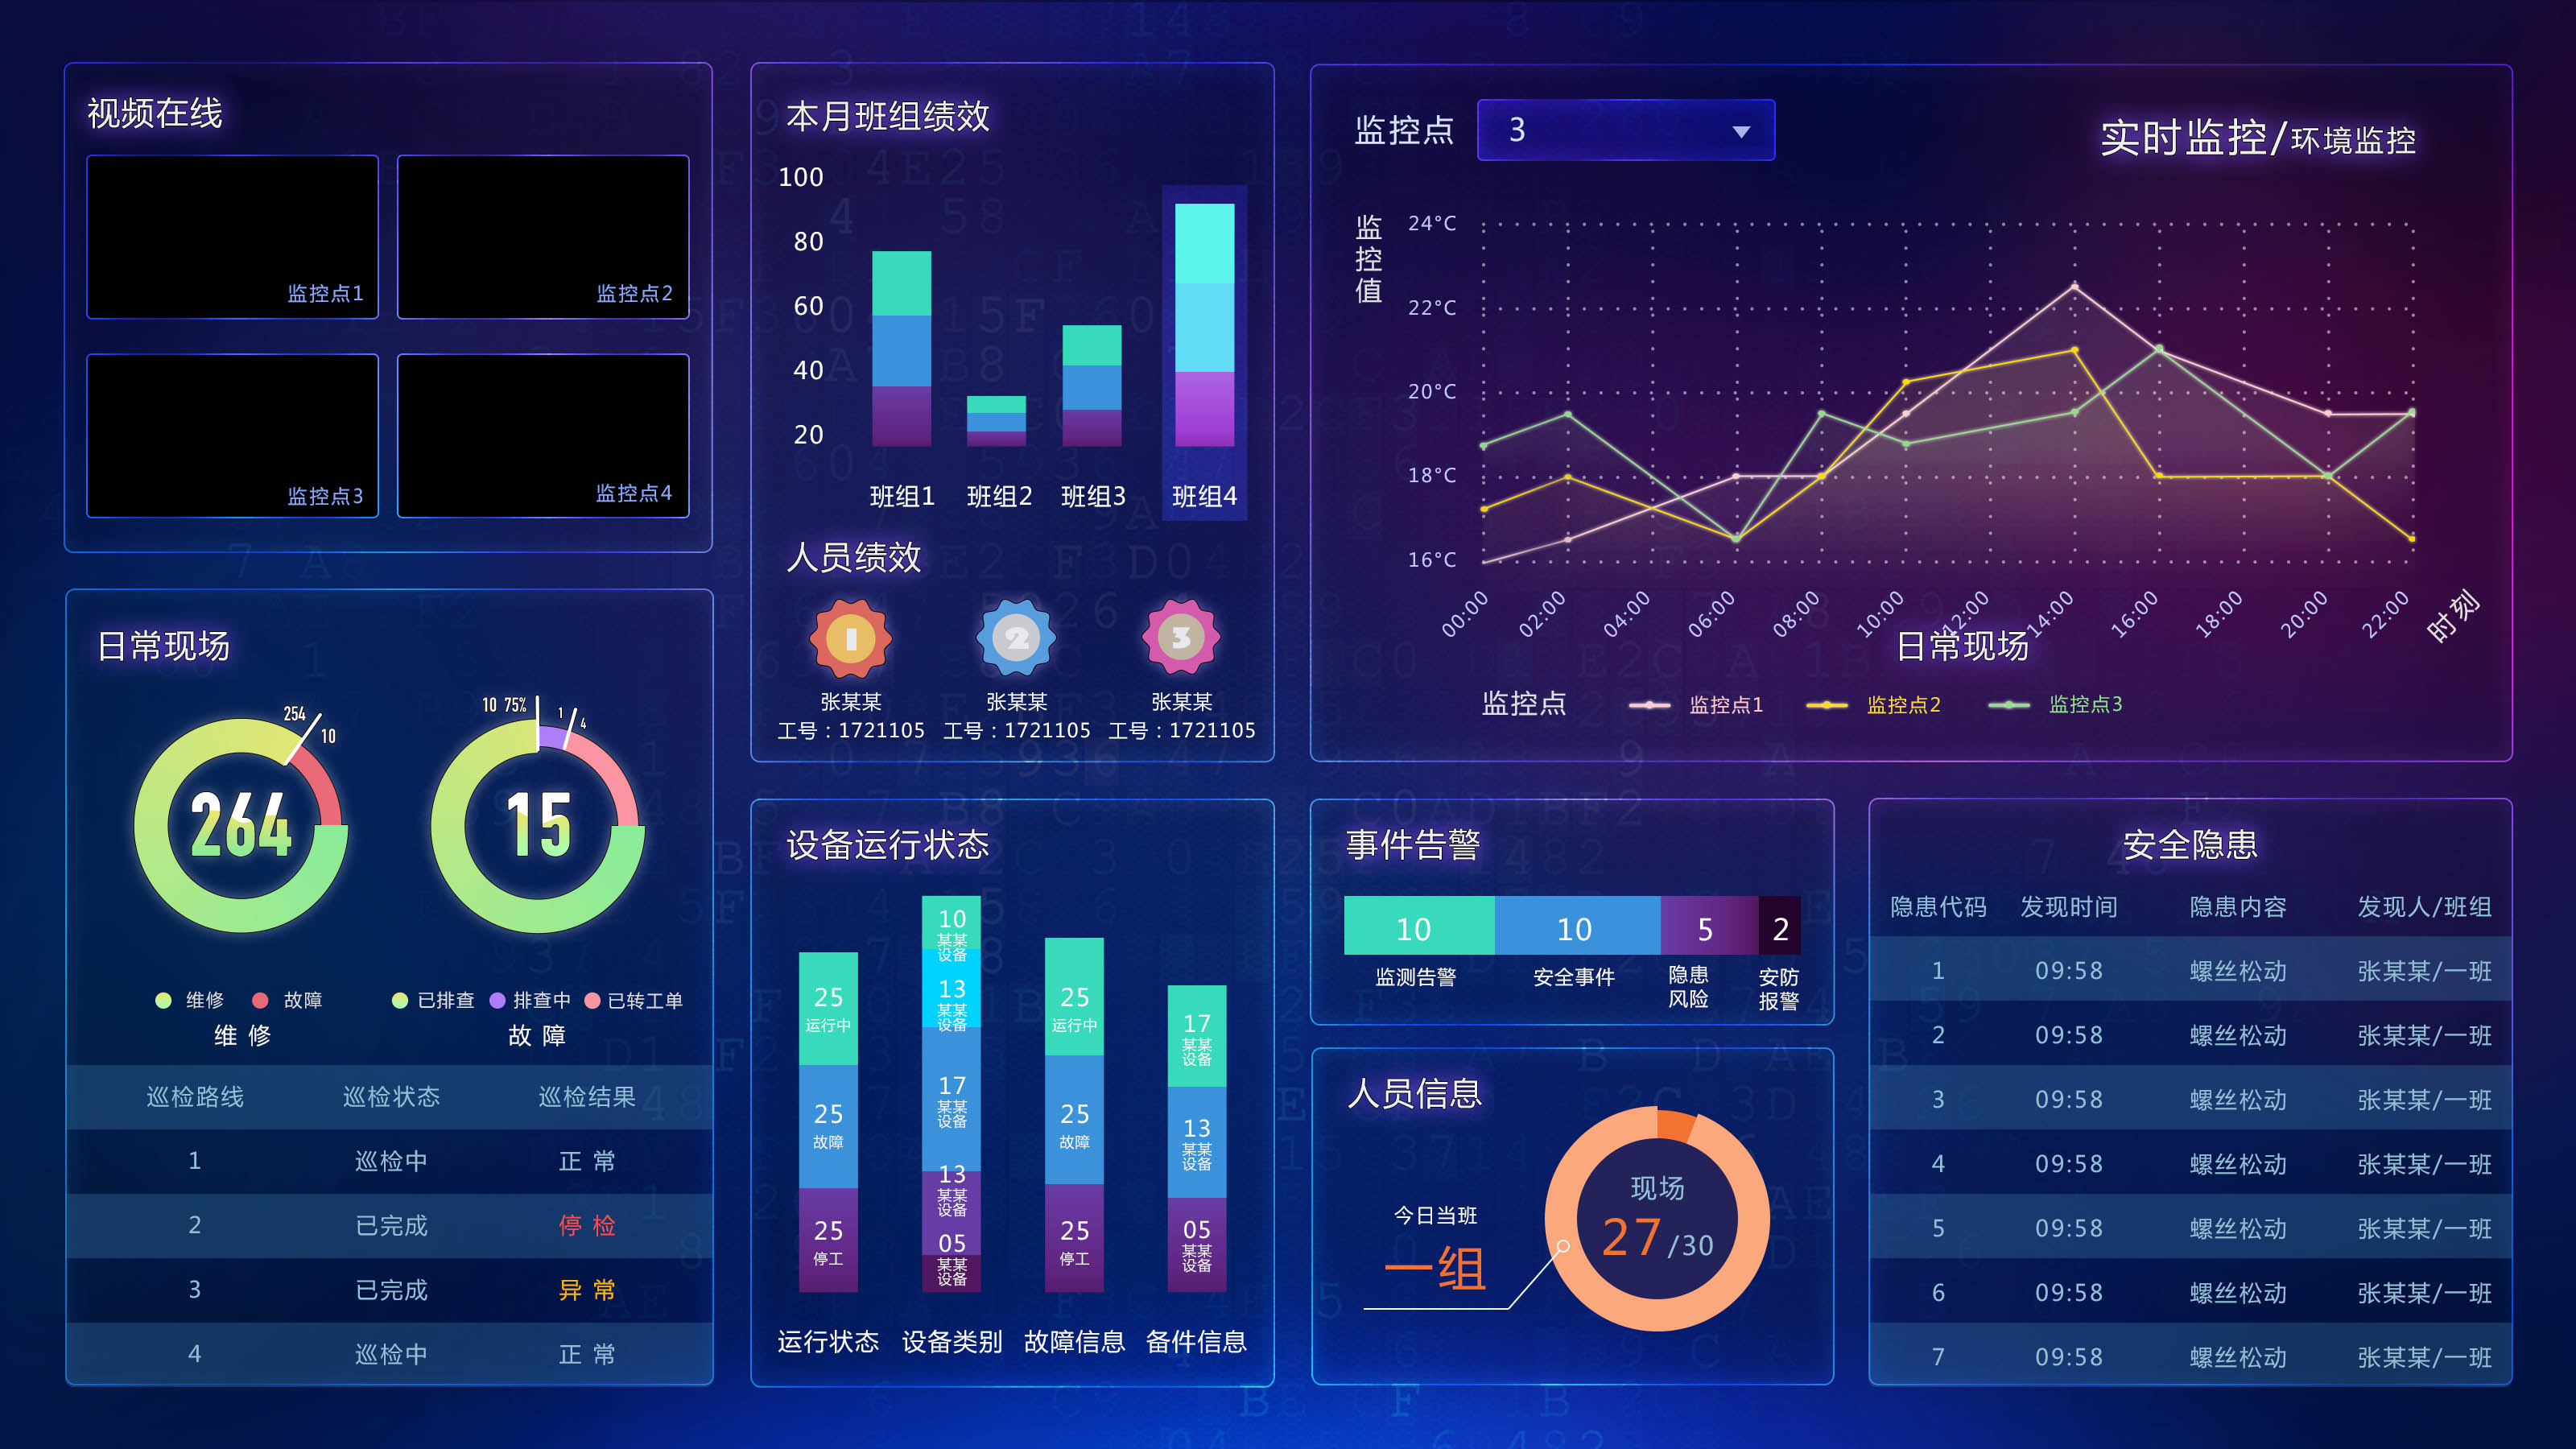 视频在线
监控点1
监控点2
监控点3
监控点4
日常现场
254
10
264
10 75%
1
4
15
维修 故障
维 修
已排查 排查中 已转工单
故 障
巡检路线 巡检状态 巡检结果
1 巡检中 正 常
2 已完成 停 检
3 已完成 异 常
4 巡检中 正 常
本月班组绩效
100
80
60
40
20
班组1 班组2 班组3 班组4
人员绩效
1 2 3
张某某 张某某 张某某
工号：1721105 工号：1721105 工号：1721105
设备运行状态
25
运行中
25
故障
25
停工
运行状态
10
某某
设备
13
某某
设备
17
某某
设备
13
某某
设备
05
某某
设备
设备类别
25
运行中
25
故障
25
停工
故障信息
17
某某
设备
13
某某
设备
05
某某
设备
备件信息
监控点 3
实时监控/环境监控
监控值
24°C
22°C
20°C
18°C
16°C
00:00 02:00 04:00 06:00 08:00 10:00 12:00 14:00 16:00 18:00 20:00 22:00
时刻
日常现场
监控点 监控点1 监控点2 监控点3
事件告警
10 10 5 2
监测告警
安全事件
隐患
风险
安防
报警
人员信息
今日当班
一组
现场
27/30
安全隐患
隐患代码 发现时间 隐患内容 发现人/班组
1 09:58 螺丝松动 张某某/一班
2 09:58 螺丝松动 张某某/一班
3 09:58 螺丝松动 张某某/一班
4 09:58 螺丝松动 张某某/一班
5 09:58 螺丝松动 张某某/一班
6 09:58 螺丝松动 张某某/一班
7 09:58 螺丝松动 张某某/一班